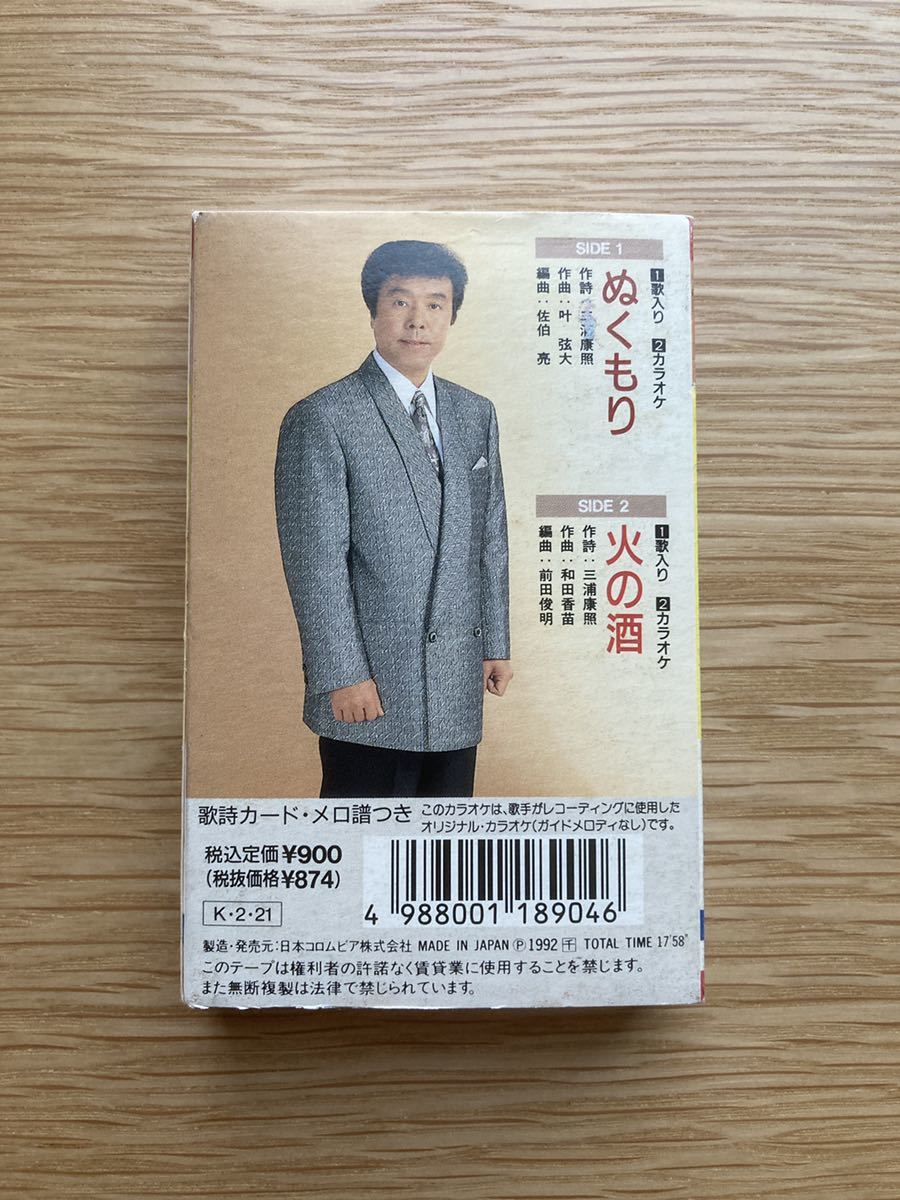 SIDE 1
1歌入り 2カラオケ
ぬくもり
作詩:三浦康照
作曲:叶 弦大
編曲:佐伯 亮
SIDE 2
1歌入り 2カラオケ
火の酒
作詩:三浦康照
作曲:和田香苗
編曲:前田俊明
歌詩カード・メロ譜つき
このカラオケは、歌手がレコーディングに使用した
オリジナル・カラオケ(ガイドメロディなし)です。
税込定価¥900
(税抜価格¥874)
K・2・21
4 988001 189046
製造・発売元:日本コロムビア株式会社 MADE IN JAPAN Ⓟ1992 千 TOTAL TIME 17'58"
このテープは権利者の許諾なく賃貸業に使用することを禁じます。
また無断複製は法律で禁じられています。